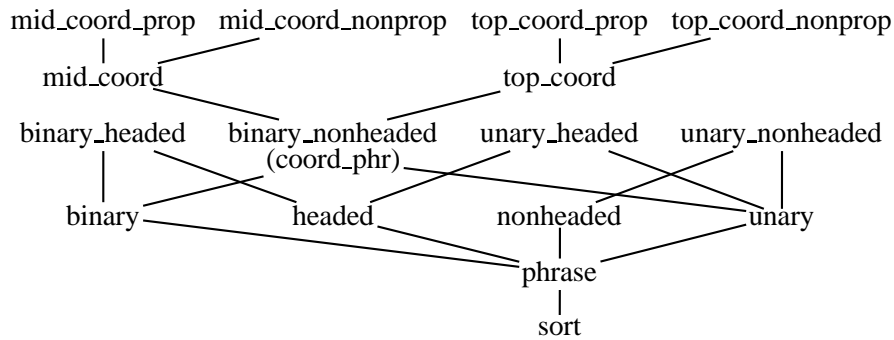 mid_coord_prop mid_coord_nonprop top_coord_prop top_coord_nonprop
mid_coord top_coord
binary_headed binary_nonheaded unary_headed unary_nonheaded
(coord_phr)
binary headed nonheaded unary
phrase
sort